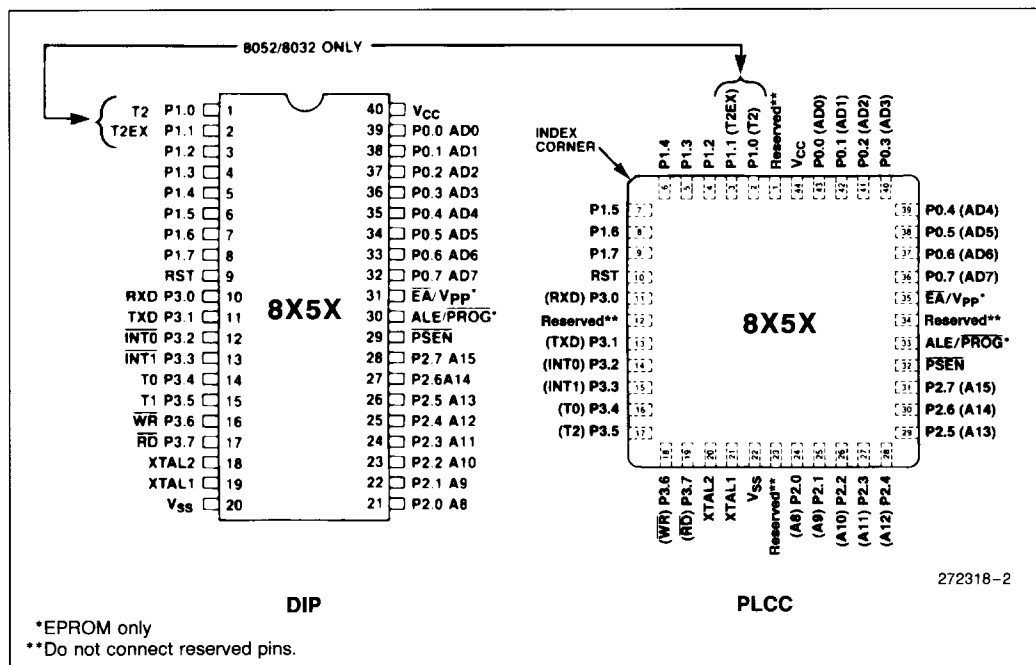 8052/8032 ONLY
T2 P1.0 1
T2EX P1.1 2
P1.2 3
P1.3 4
P1.4 5
P1.5 6
P1.6 7
P1.7 8
RST 9
RXD P3.0 10
TXD P3.1 11
I̅N̅T̅0̅ P3.2 12
I̅N̅T̅1̅ P3.3 13
T0 P3.4 14
T1 P3.5 15
W̅R̅ P3.6 16
R̅D̅ P3.7 17
XTAL2 18
XTAL1 19
VSS 20
8X5X
40 VCC
39 P0.0 AD0
38 P0.1 AD1
37 P0.2 AD2
36 P0.3 AD3
35 P0.4 AD4
34 P0.5 AD5
33 P0.6 AD6
32 P0.7 AD7
31 E̅A̅/VPP*
30 ALE/P̅R̅O̅G̅*
29 P̅S̅E̅N̅
28 P2.7 A15
27 P2.6A14
26 P2.5 A13
25 P2.4 A12
24 P2.3 A11
23 P2.2 A10
22 P2.1 A9
21 P2.0 A8
DIP
INDEX
CORNER
P1.4 6
P1.3 5
P1.2 4
P1.1 (T2EX) 3
P1.0 (T2) 2
Reserved** 1
VCC 44
P0.0 (AD0) 43
P0.1 (AD1) 42
P0.2 (AD2) 41
P0.3 (AD3) 40
P1.5 7
P1.6 8
P1.7 9
RST 10
(RXD) P3.0 11
Reserved** 12
(TXD) P3.1 13
(INT0) P3.2 14
(INT1) P3.3 15
(T0) P3.4 16
(T2) P3.5 17
8X5X
39 P0.4 (AD4)
38 P0.5 (AD5)
37 P0.6 (AD6)
36 P0.7 (AD7)
35 E̅A̅/VPP*
34 Reserved**
33 ALE/P̅R̅O̅G̅*
32 P̅S̅E̅N̅
31 P2.7 (A15)
30 P2.6 (A14)
29 P2.5 (A13)
18 (W̅R̅) P3.6
19 (R̅D̅) P3.7
20 XTAL2
21 XTAL1
22 VSS
23 Reserved**
24 (A8) P2.0
25 (A9) P2.1
26 (A10) P2.2
27 (A11) P2.3
28 (A12) P2.4
PLCC
272318-2
*EPROM only
**Do not connect reserved pins.